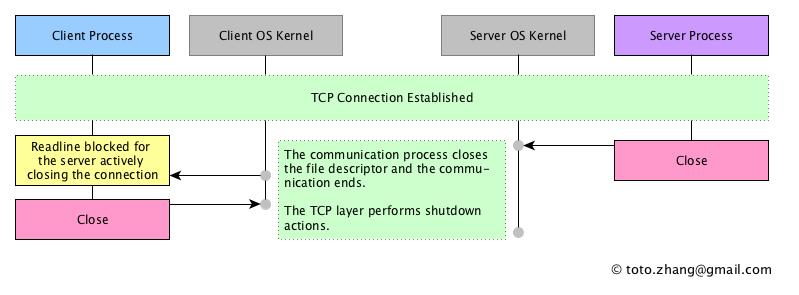 Client Process
Client OS Kernel
Server OS Kernel
Server Process
TCP Connection Established
Readline blocked for
the server actively
closing the connection
The communication process closes
the file descriptor and the commu-
nication ends.
The TCP layer performs shutdown
actions.
Close
Close
© toto.zhang@gmail.com